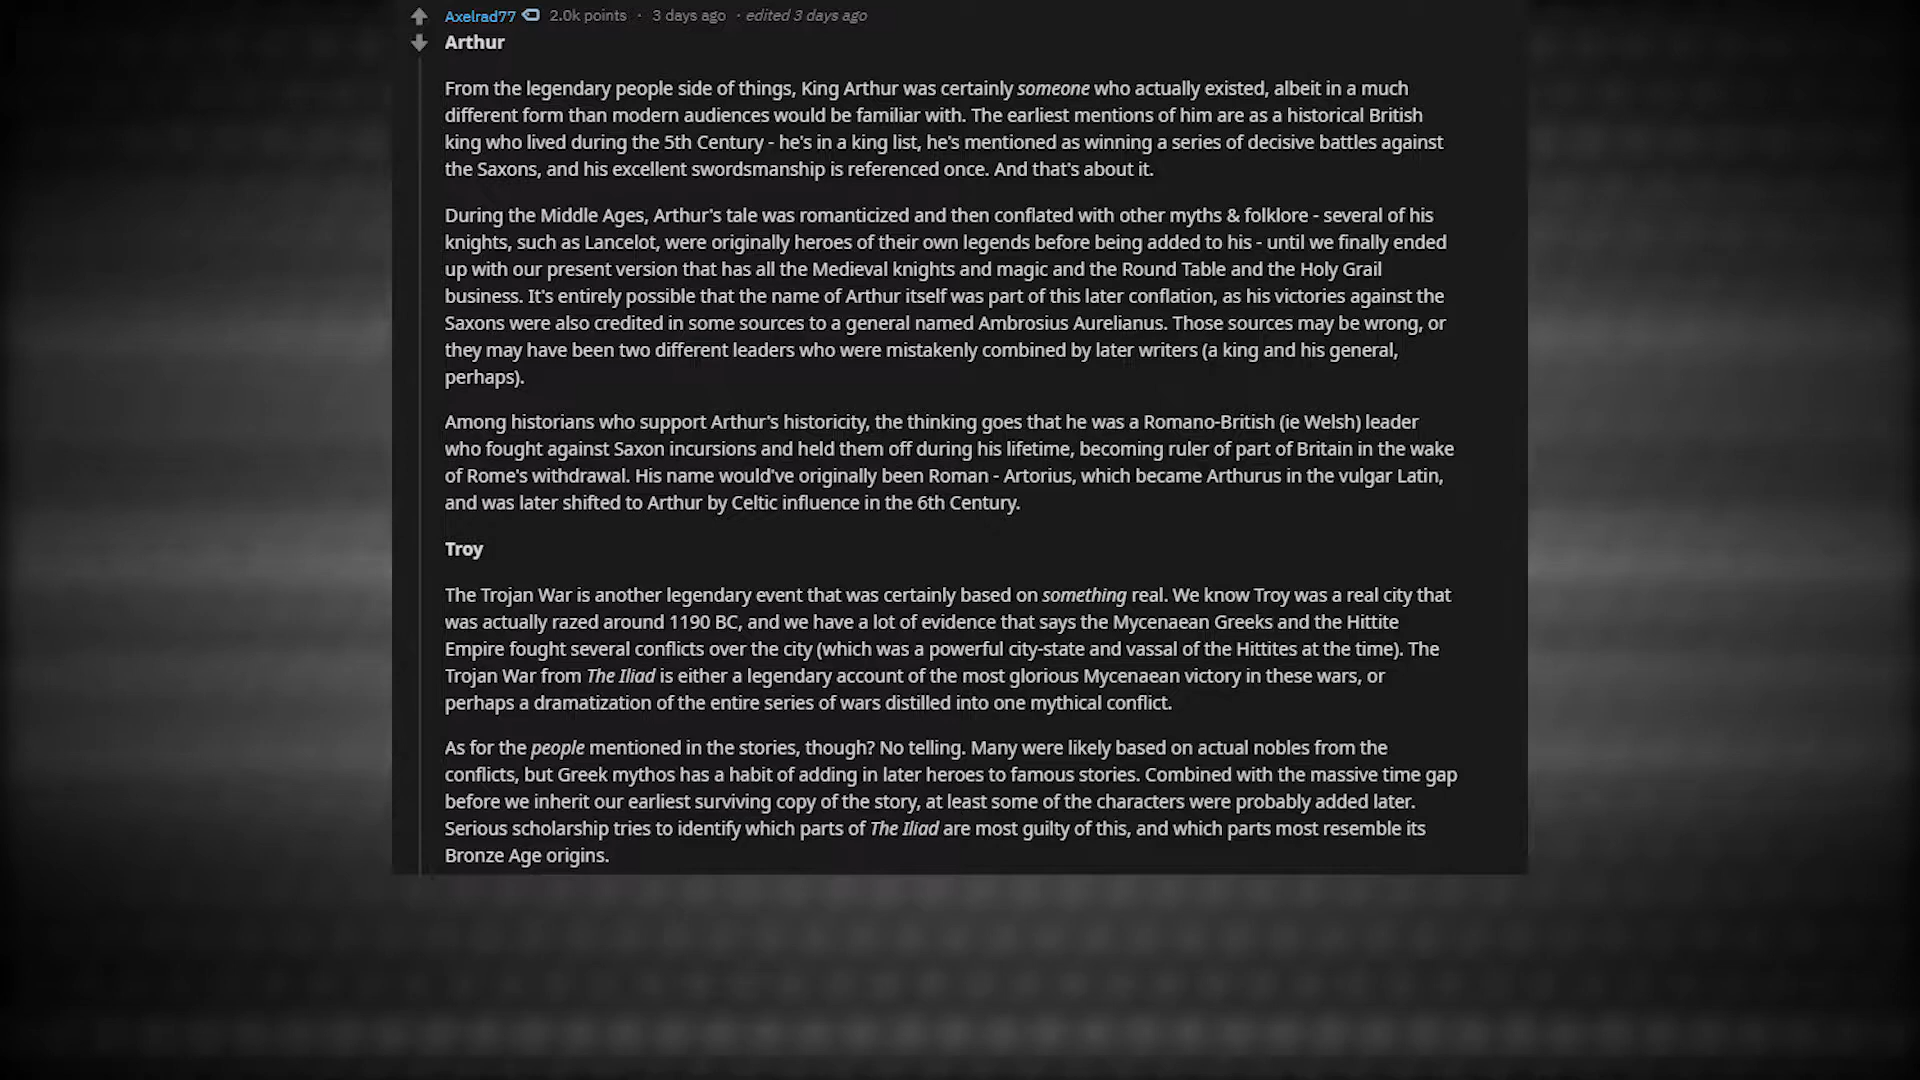 Axelrad77 2.0k points · 3 days ago · edited 3 days ago
Arthur
From the legendary people side of things, King Arthur was certainly someone who actually existed, albeit in a much
different form than modern audiences would be familiar with. The earliest mentions of him are as a historical British
king who lived during the 5th Century - he's in a king list, he's mentioned as winning a series of decisive battles against
the Saxons, and his excellent swordsmanship is referenced once. And that's about it.
During the Middle Ages, Arthur's tale was romanticized and then conflated with other myths & folklore - several of his
knights, such as Lancelot, were originally heroes of their own legends before being added to his - until we finally ended
up with our present version that has all the Medieval knights and magic and the Round Table and the Holy Grail
business. It's entirely possible that the name of Arthur itself was part of this later conflation, as his victories against the
Saxons were also credited in some sources to a general named Ambrosius Aurelianus. Those sources may be wrong, or
they may have been two different leaders who were mistakenly combined by later writers (a king and his general,
perhaps).
Among historians who support Arthur's historicity, the thinking goes that he was a Romano-British (ie Welsh) leader
who fought against Saxon incursions and held them off during his lifetime, becoming ruler of part of Britain in the wake
of Rome's withdrawal. His name would've originally been Roman - Artorius, which became Arthurus in the vulgar Latin,
and was later shifted to Arthur by Celtic influence in the 6th Century.
Troy
The Trojan War is another legendary event that was certainly based on something real. We know Troy was a real city that
was actually razed around 1190 BC, and we have a lot of evidence that says the Mycenaean Greeks and the Hittite
Empire fought several conflicts over the city (which was a powerful city-state and vassal of the Hittites at the time). The
Trojan War from The Iliad is either a legendary account of the most glorious Mycenaean victory in these wars, or
perhaps a dramatization of the entire series of wars distilled into one mythical conflict.
As for the people mentioned in the stories, though? No telling. Many were likely based on actual nobles from the
conflicts, but Greek mythos has a habit of adding in later heroes to famous stories. Combined with the massive time gap
before we inherit our earliest surviving copy of the story, at least some of the characters were probably added later.
Serious scholarship tries to identify which parts of The Iliad are most guilty of this, and which parts most resemble its
Bronze Age origins.